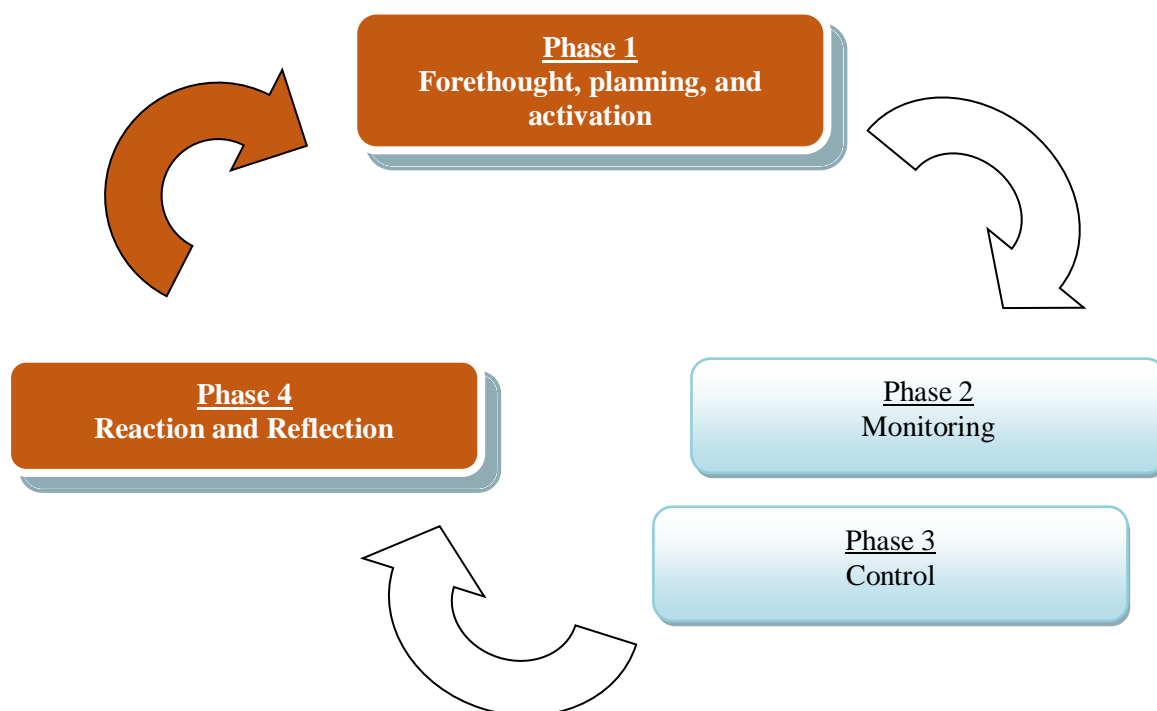 Phase 1
Forethought, planning, and
activation
Phase 2
Monitoring
Phase 3
Control
Phase 4
Reaction and Reflection